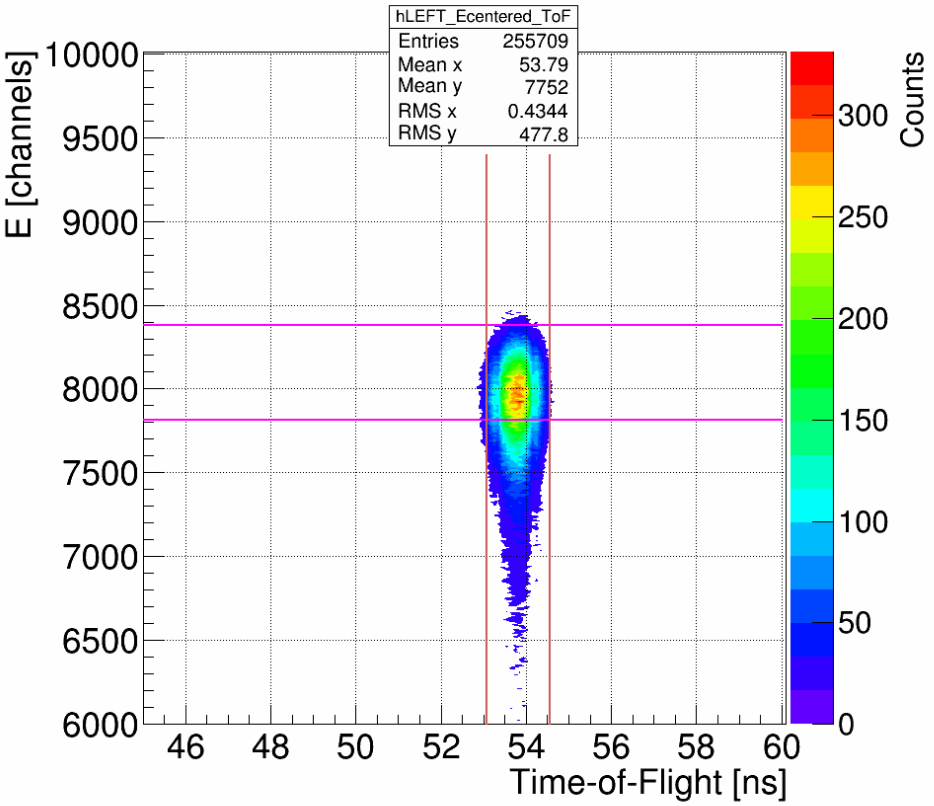 hLEFT_Ecentered_ToF
Entries 255709
Mean x 53.79
Mean y 7752
RMS x 0.4344
RMS y 477.8
E [channels]
10000
9500
9000
8500
8000
7500
7000
6500
6000
46 48 50 52 54 56 58 60
Time-of-Flight [ns]
Counts
300
250
200
150
100
50
0